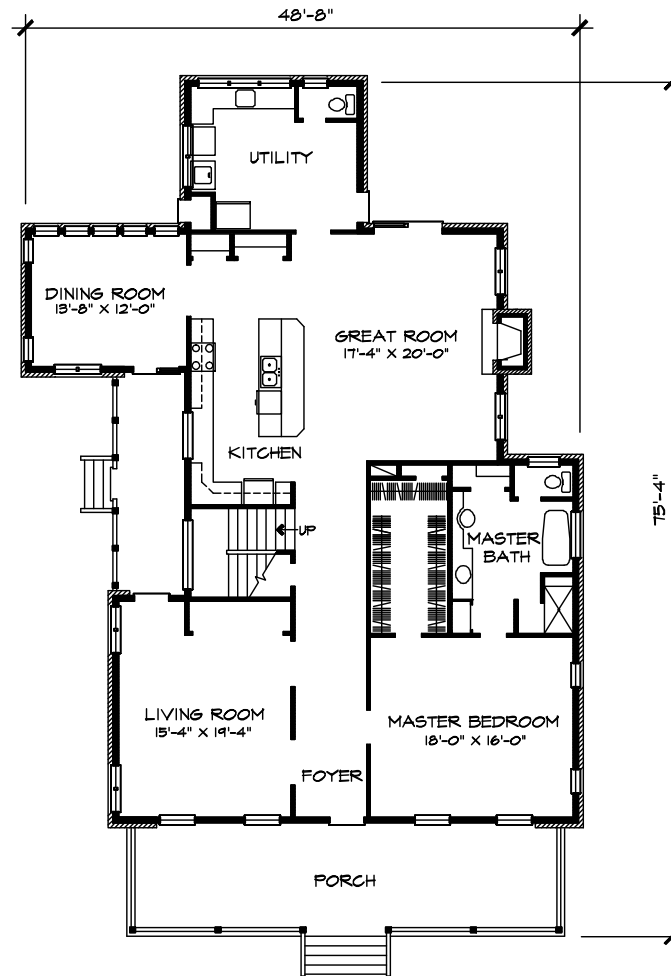 48'-8"
UTILITY
DINING ROOM
13'-8" X 12'-0"
GREAT ROOM
17'-4" X 20'-0"
KITCHEN
75'-4"
UP
MASTER
BATH
LIVING ROOM
15'-4" X 19'-4"
MASTER BEDROOM
18'-0" X 16'-0"
FOYER
PORCH